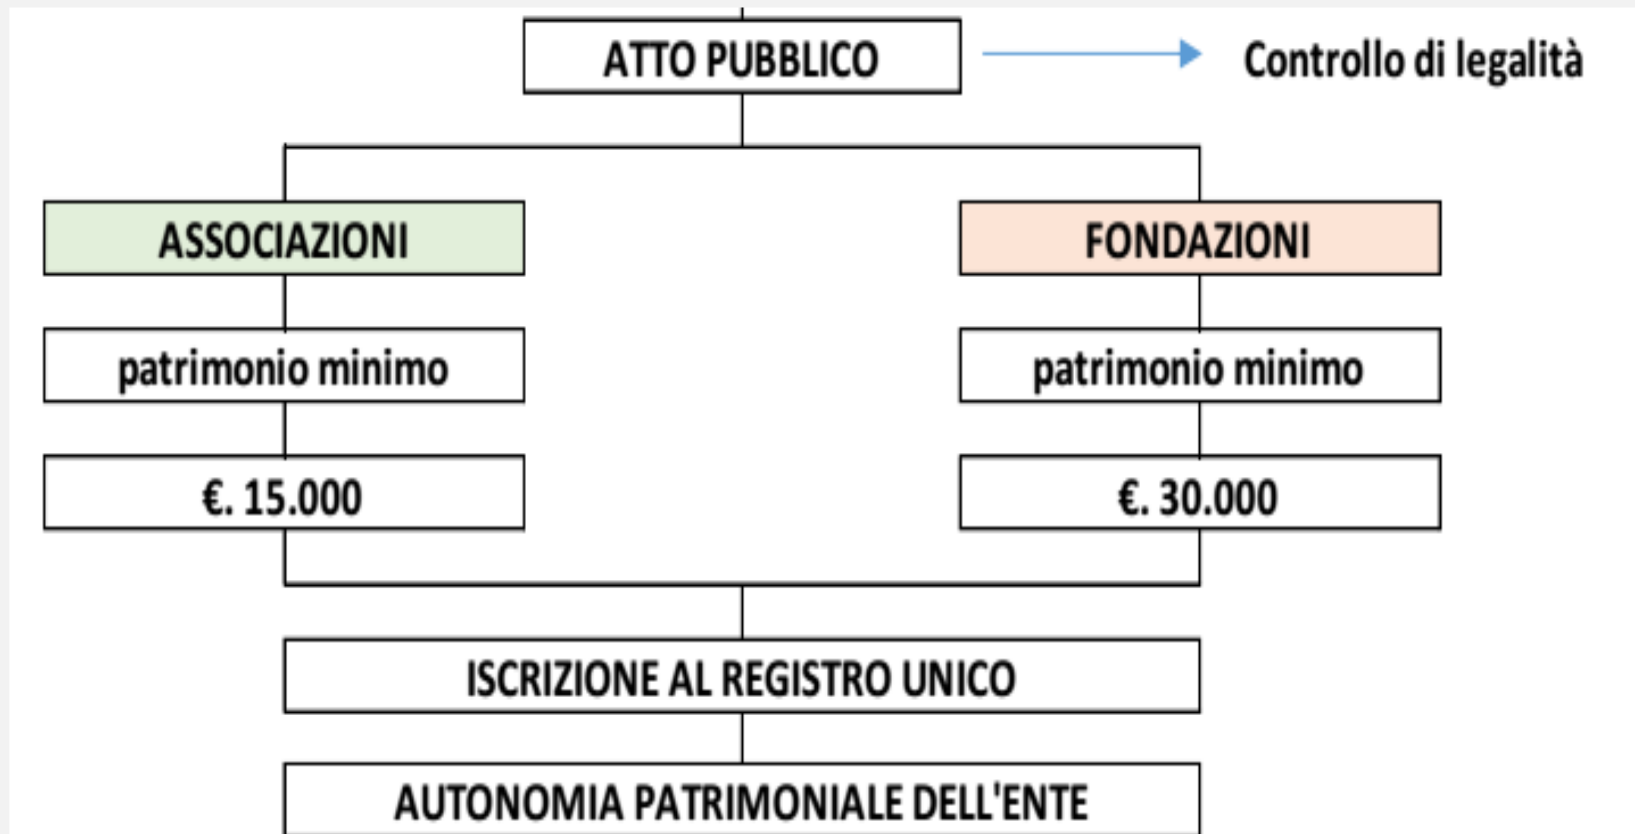 ATTO PUBBLICO
Controllo di legalità
ASSOCIAZIONI
FONDAZIONI
patrimonio minimo
patrimonio minimo
€. 15.000
€. 30.000
ISCRIZIONE AL REGISTRO UNICO
AUTONOMIA PATRIMONIALE DELL'ENTE